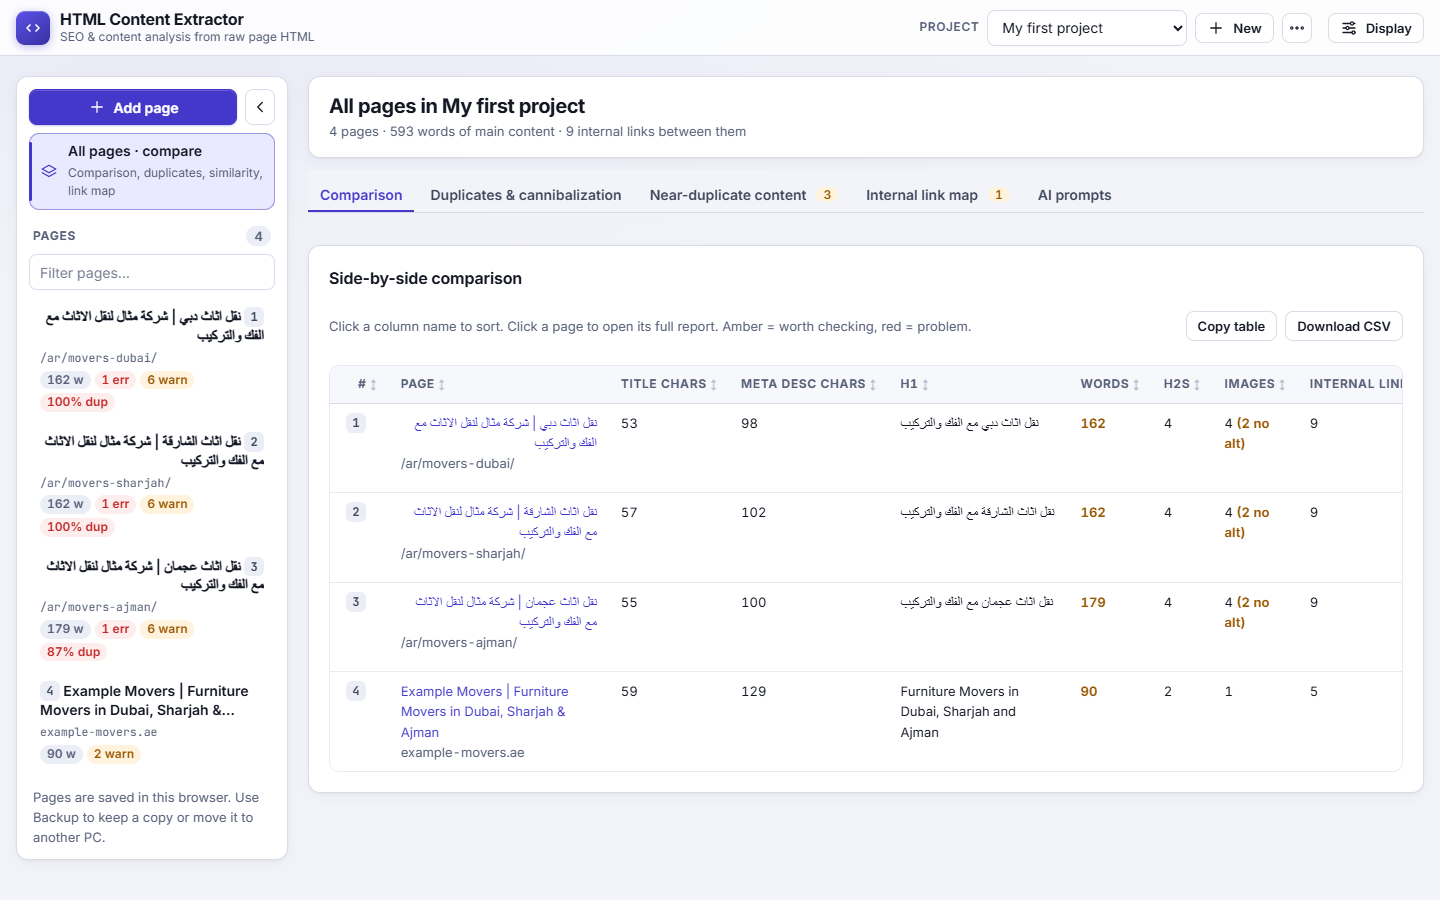 HTML Content Extractor
SEO & content analysis from raw page HTML
PROJECT
My first project
New
Display
Add page
All pages · compare
Comparison, duplicates, similarity,
link map
PAGES
4
Filter pages...
1 نقل اثاث دبي | شركة مثال لنقل الاثاث مع
الفك والتركيب
/ar/movers-dubai/
162 w 1 err 6 warn
100% dup
2 نقل اثاث الشارقة | شركة مثال لنقل الاثاث
مع الفك والتركيب
/ar/movers-sharjah/
162 w 1 err 6 warn
100% dup
3 نقل اثاث عجمان | شركة مثال لنقل الاثاث
مع الفك والتركيب
/ar/movers-ajman/
179 w 1 err 6 warn
87% dup
4 Example Movers | Furniture
Movers in Dubai, Sharjah &...
example-movers.ae
90 w 2 warn
Pages are saved in this browser. Use
Backup to keep a copy or move it to
another PC.
All pages in My first project
4 pages · 593 words of main content · 9 internal links between them
Comparison Duplicates & cannibalization Near-duplicate content 3 Internal link map 1 AI prompts
Side-by-side comparison
Click a column name to sort. Click a page to open its full report. Amber = worth checking, red = problem.
Copy table
Download CSV
# PAGE TITLE CHARS META DESC CHARS H1 WORDS H2S IMAGES INTERNAL LIN
1
نقل اثاث دبي | شركة مثال لنقل الاثاث مع
الفك والتركيب
/ar/movers-dubai/
53
98
نقل اثاث دبي مع الفك والتركيب
162
4
4 (2 no
alt)
9
2
نقل اثاث الشارقة | شركة مثال لنقل الاثاث
مع الفك والتركيب
/ar/movers-sharjah/
57
102
نقل اثاث الشارقة مع الفك والتركيب
162
4
4 (2 no
alt)
9
3
نقل اثاث عجمان | شركة مثال لنقل الاثاث
مع الفك والتركيب
/ar/movers-ajman/
55
100
نقل اثاث عجمان مع الفك والتركيب
179
4
4 (2 no
alt)
9
4
Example Movers | Furniture
Movers in Dubai, Sharjah &
Ajman
example-movers.ae
59
129
Furniture Movers in
Dubai, Sharjah and
Ajman
90
2
1
5